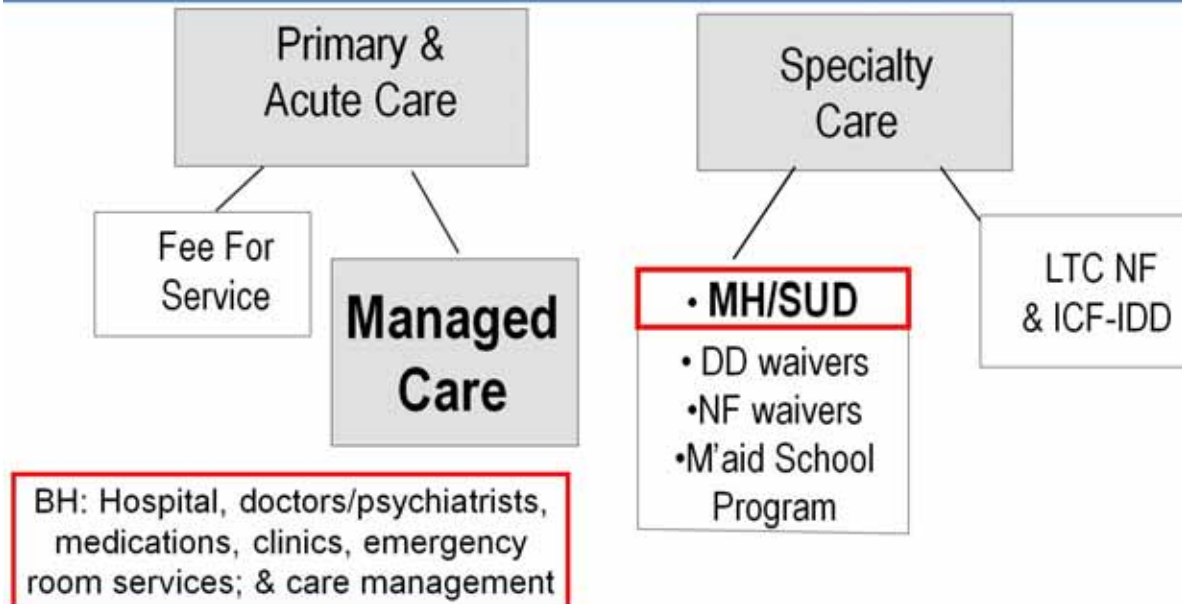 Primary &
Acute Care
Specialty
Care
Fee For
Service
Managed
Care
• MH/SUD
• DD waivers
•NF waivers
•M'aid School
Program
LTC NF
& ICF-IDD
BH: Hospital, doctors/psychiatrists,
medications, clinics, emergency
room services; & care management